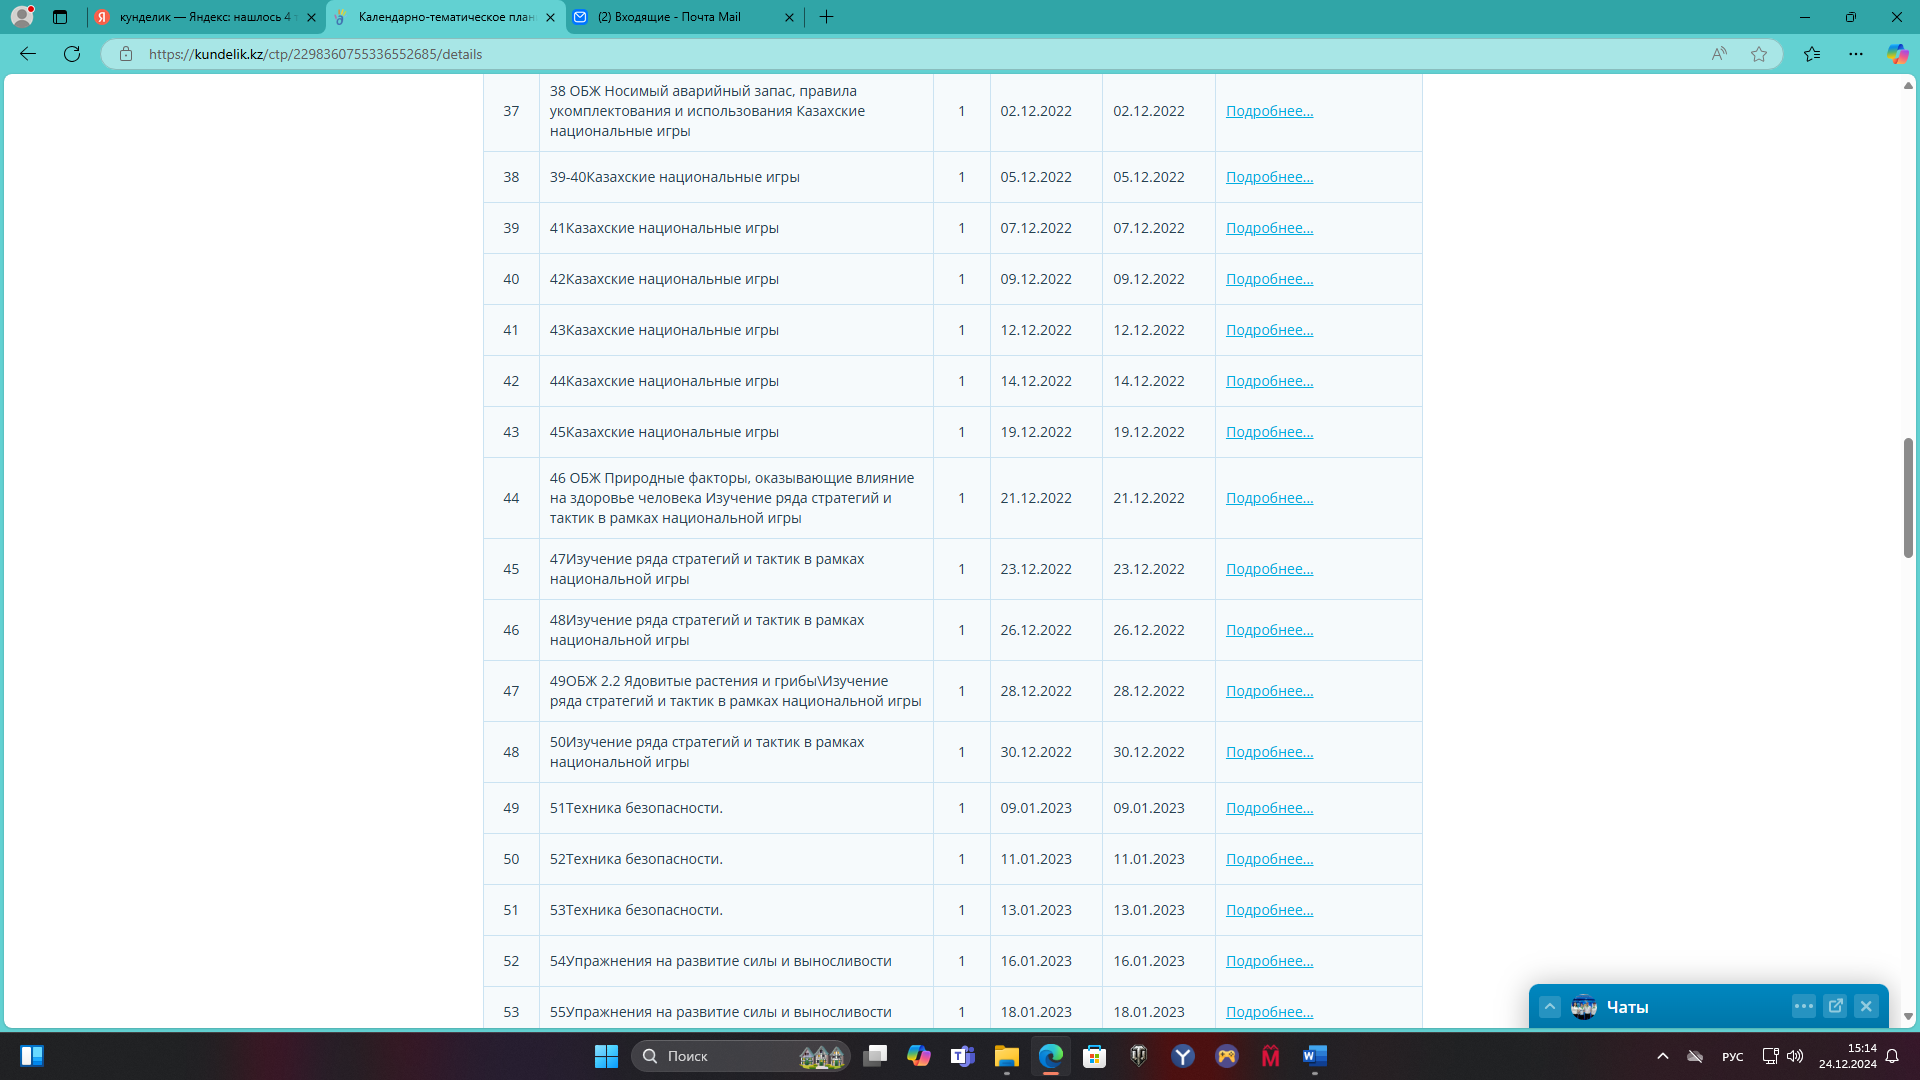 кунделик — Яндекс: нашлось 4 т
Календарно-тематическое план
(2) Входящие - Почта Mail
https://kundelik.kz/ctp/2298360755336552685/details
37 38 ОБЖ Носимый аварийный запас, правила укомплектования и использования Казахские национальные игры 1 02.12.2022 02.12.2022 Подробнее...
38 39-40Казахские национальные игры 1 05.12.2022 05.12.2022 Подробнее...
39 41Казахские национальные игры 1 07.12.2022 07.12.2022 Подробнее...
40 42Казахские национальные игры 1 09.12.2022 09.12.2022 Подробнее...
41 43Казахские национальные игры 1 12.12.2022 12.12.2022 Подробнее...
42 44Казахские национальные игры 1 14.12.2022 14.12.2022 Подробнее...
43 45Казахские национальные игры 1 19.12.2022 19.12.2022 Подробнее...
44 46 ОБЖ Природные факторы, оказывающие влияние на здоровье человека Изучение ряда стратегий и тактик в рамках национальной игры 1 21.12.2022 21.12.2022 Подробнее...
45 47Изучение ряда стратегий и тактик в рамках национальной игры 1 23.12.2022 23.12.2022 Подробнее...
46 48Изучение ряда стратегий и тактик в рамках национальной игры 1 26.12.2022 26.12.2022 Подробнее...
47 49ОБЖ 2.2 Ядовитые растения и грибы\Изучение ряда стратегий и тактик в рамках национальной игры 1 28.12.2022 28.12.2022 Подробнее...
48 50Изучение ряда стратегий и тактик в рамках национальной игры 1 30.12.2022 30.12.2022 Подробнее...
49 51Техника безопасности. 1 09.01.2023 09.01.2023 Подробнее...
50 52Техника безопасности. 1 11.01.2023 11.01.2023 Подробнее...
51 53Техника безопасности. 1 13.01.2023 13.01.2023 Подробнее...
52 54Упражнения на развитие силы и выносливости 1 16.01.2023 16.01.2023 Подробнее...
53 55Упражнения на развитие силы и выносливости 1 18.01.2023 18.01.2023 Подробнее...
Чаты
Поиск
РУС
15:14
24.12.2024